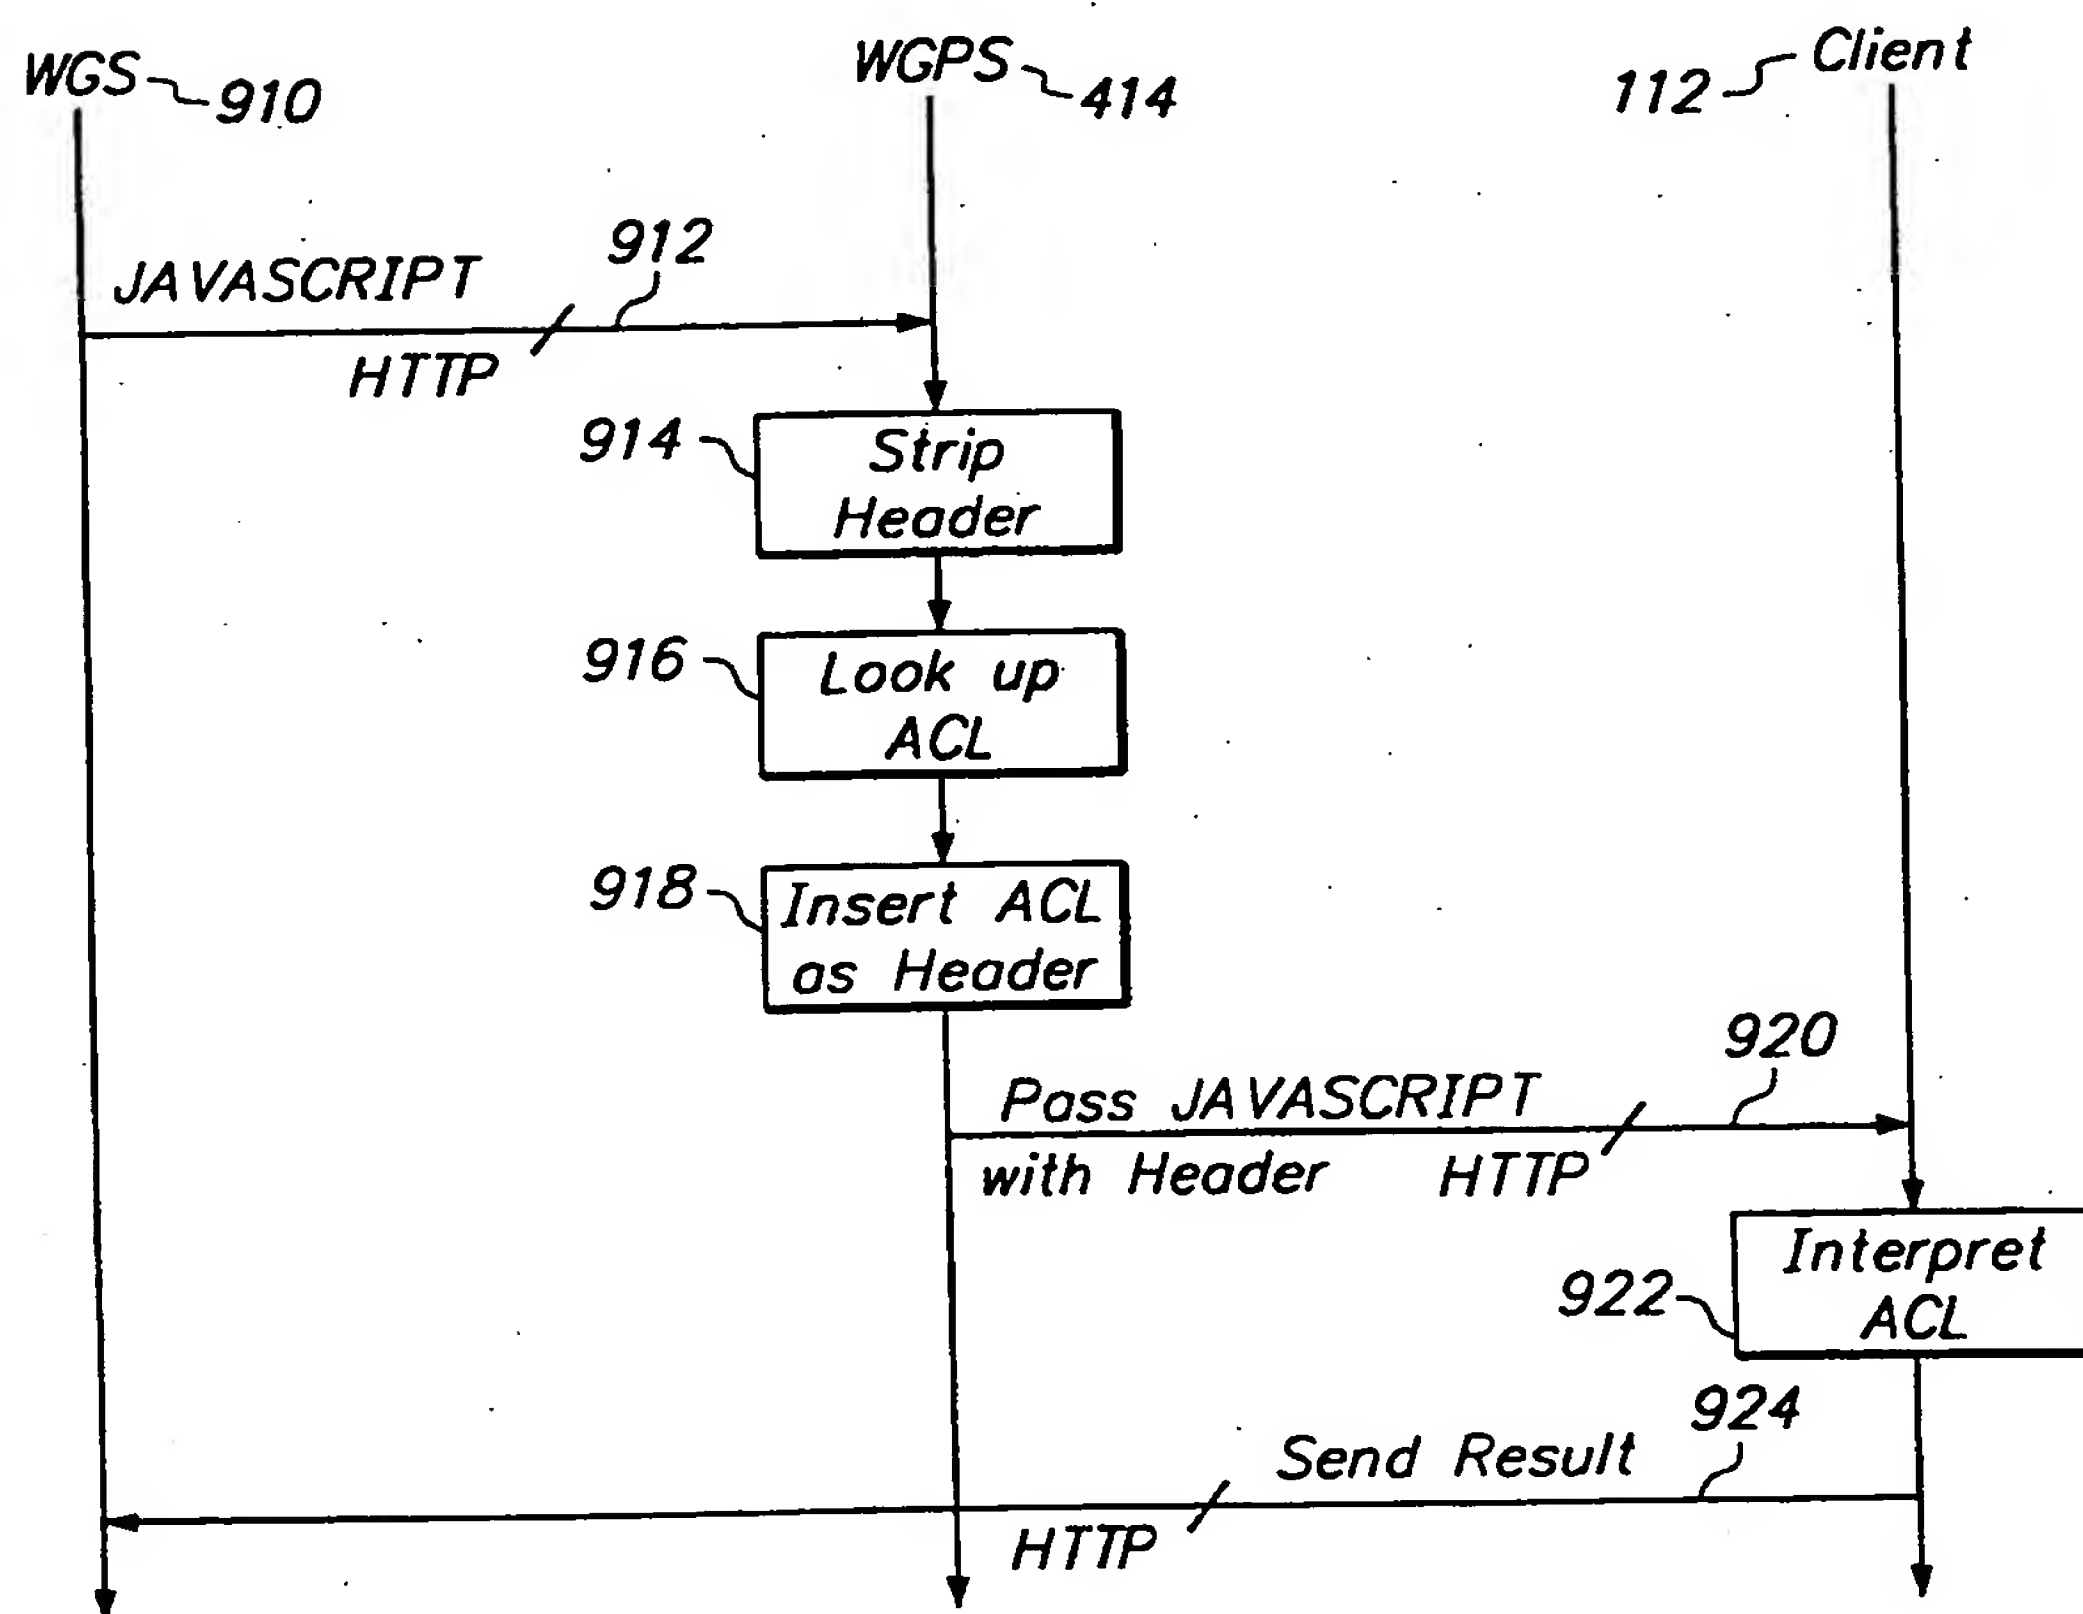 WGS 910
WGPS 414
112 Client
912
JAVASCRIPT
HTTP
914
Strip
Header
916
Look up
ACL
918
Insert ACL
as Header
920
Pass JAVASCRIPT
with Header HTTP
Interpret
922
ACL
924
Send Result
HTTP